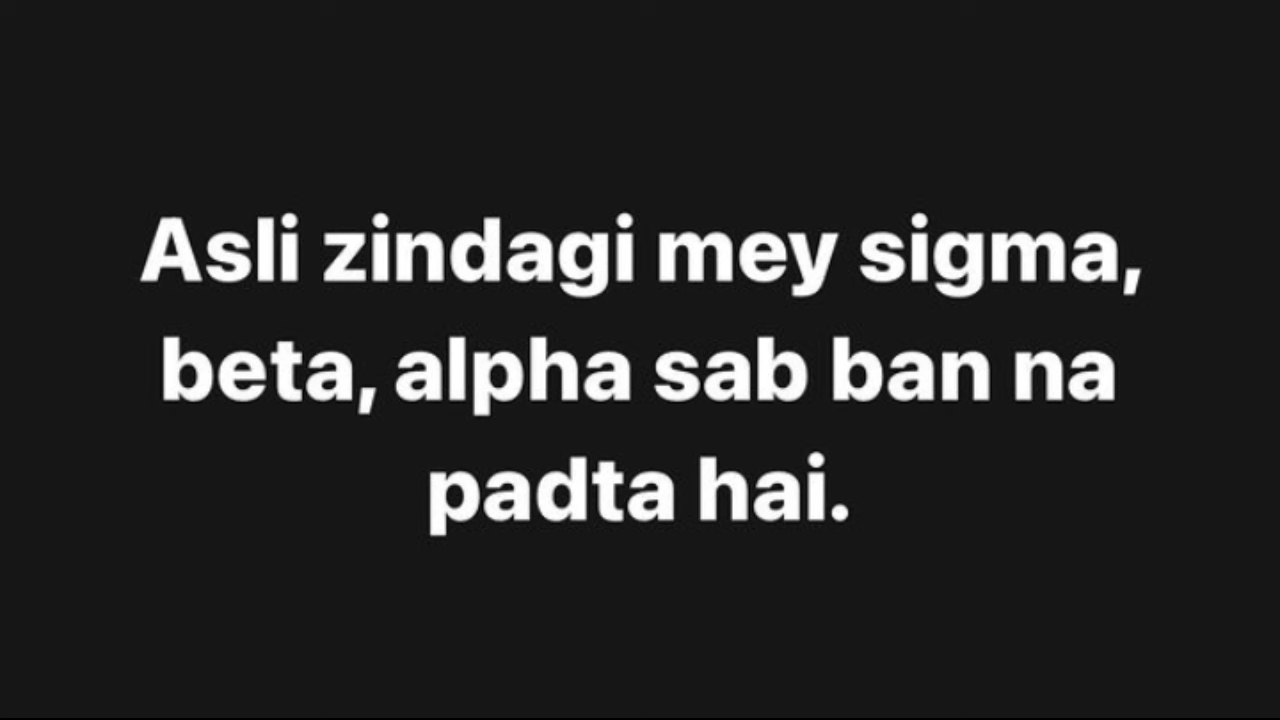 Asli zindagi mey sigma,
beta, alpha sab ban na
padta hai.